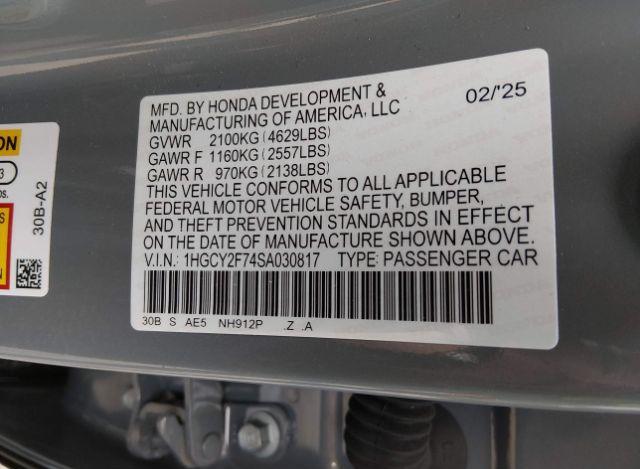 MFD. BY HONDA DEVELOPMENT & 02/'25
MANUFACTURING OF AMERICA, LLC
GVWR 2100KG (4629LBS)
GAWR F 1160KG (2557LBS)
GAWR R 970KG (2138LBS)
THIS VEHICLE CONFORMS TO ALL APPLICABLE
FEDERAL MOTOR VEHICLE SAFETY, BUMPER,
AND THEFT PREVENTION STANDARDS IN EFFECT
ON THE DATE OF MANUFACTURE SHOWN ABOVE.
V.I.N.: 1HGCY2F74SA030817 TYPE: PASSENGER CAR
30B S AE5 NH912P .Z .A
30B-A2
3